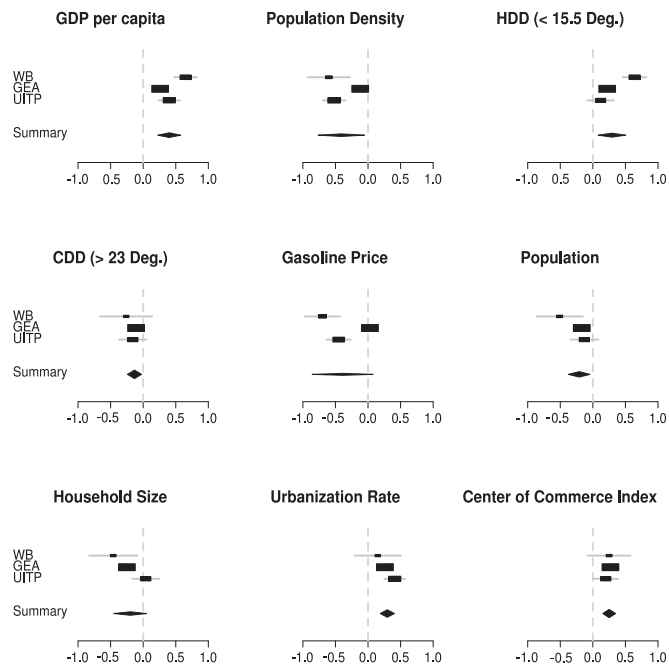 GDP per capita
Population Density
HDD (< 15.5 Deg.)
WB
GEA
UITP
Summary
-1.0 -0.5 0.0 0.5 1.0
-1.0 -0.5 0.0 0.5 1.0
-1.0 -0.5 0.0 0.5 1.0
CDD (> 23 Deg.)
Gasoline Price
Population
WB
GEA
UITP
Summary
-1.0 -0.5 0.0 0.5 1.0
-1.0 -0.5 0.0 0.5 1.0
-1.0 -0.5 0.0 0.5 1.0
Household Size
Urbanization Rate
Center of Commerce Index
WB
GEA
UITP
Summary
-1.0 -0.5 0.0 0.5 1.0
-1.0 -0.5 0.0 0.5 1.0
-1.0 -0.5 0.0 0.5 1.0